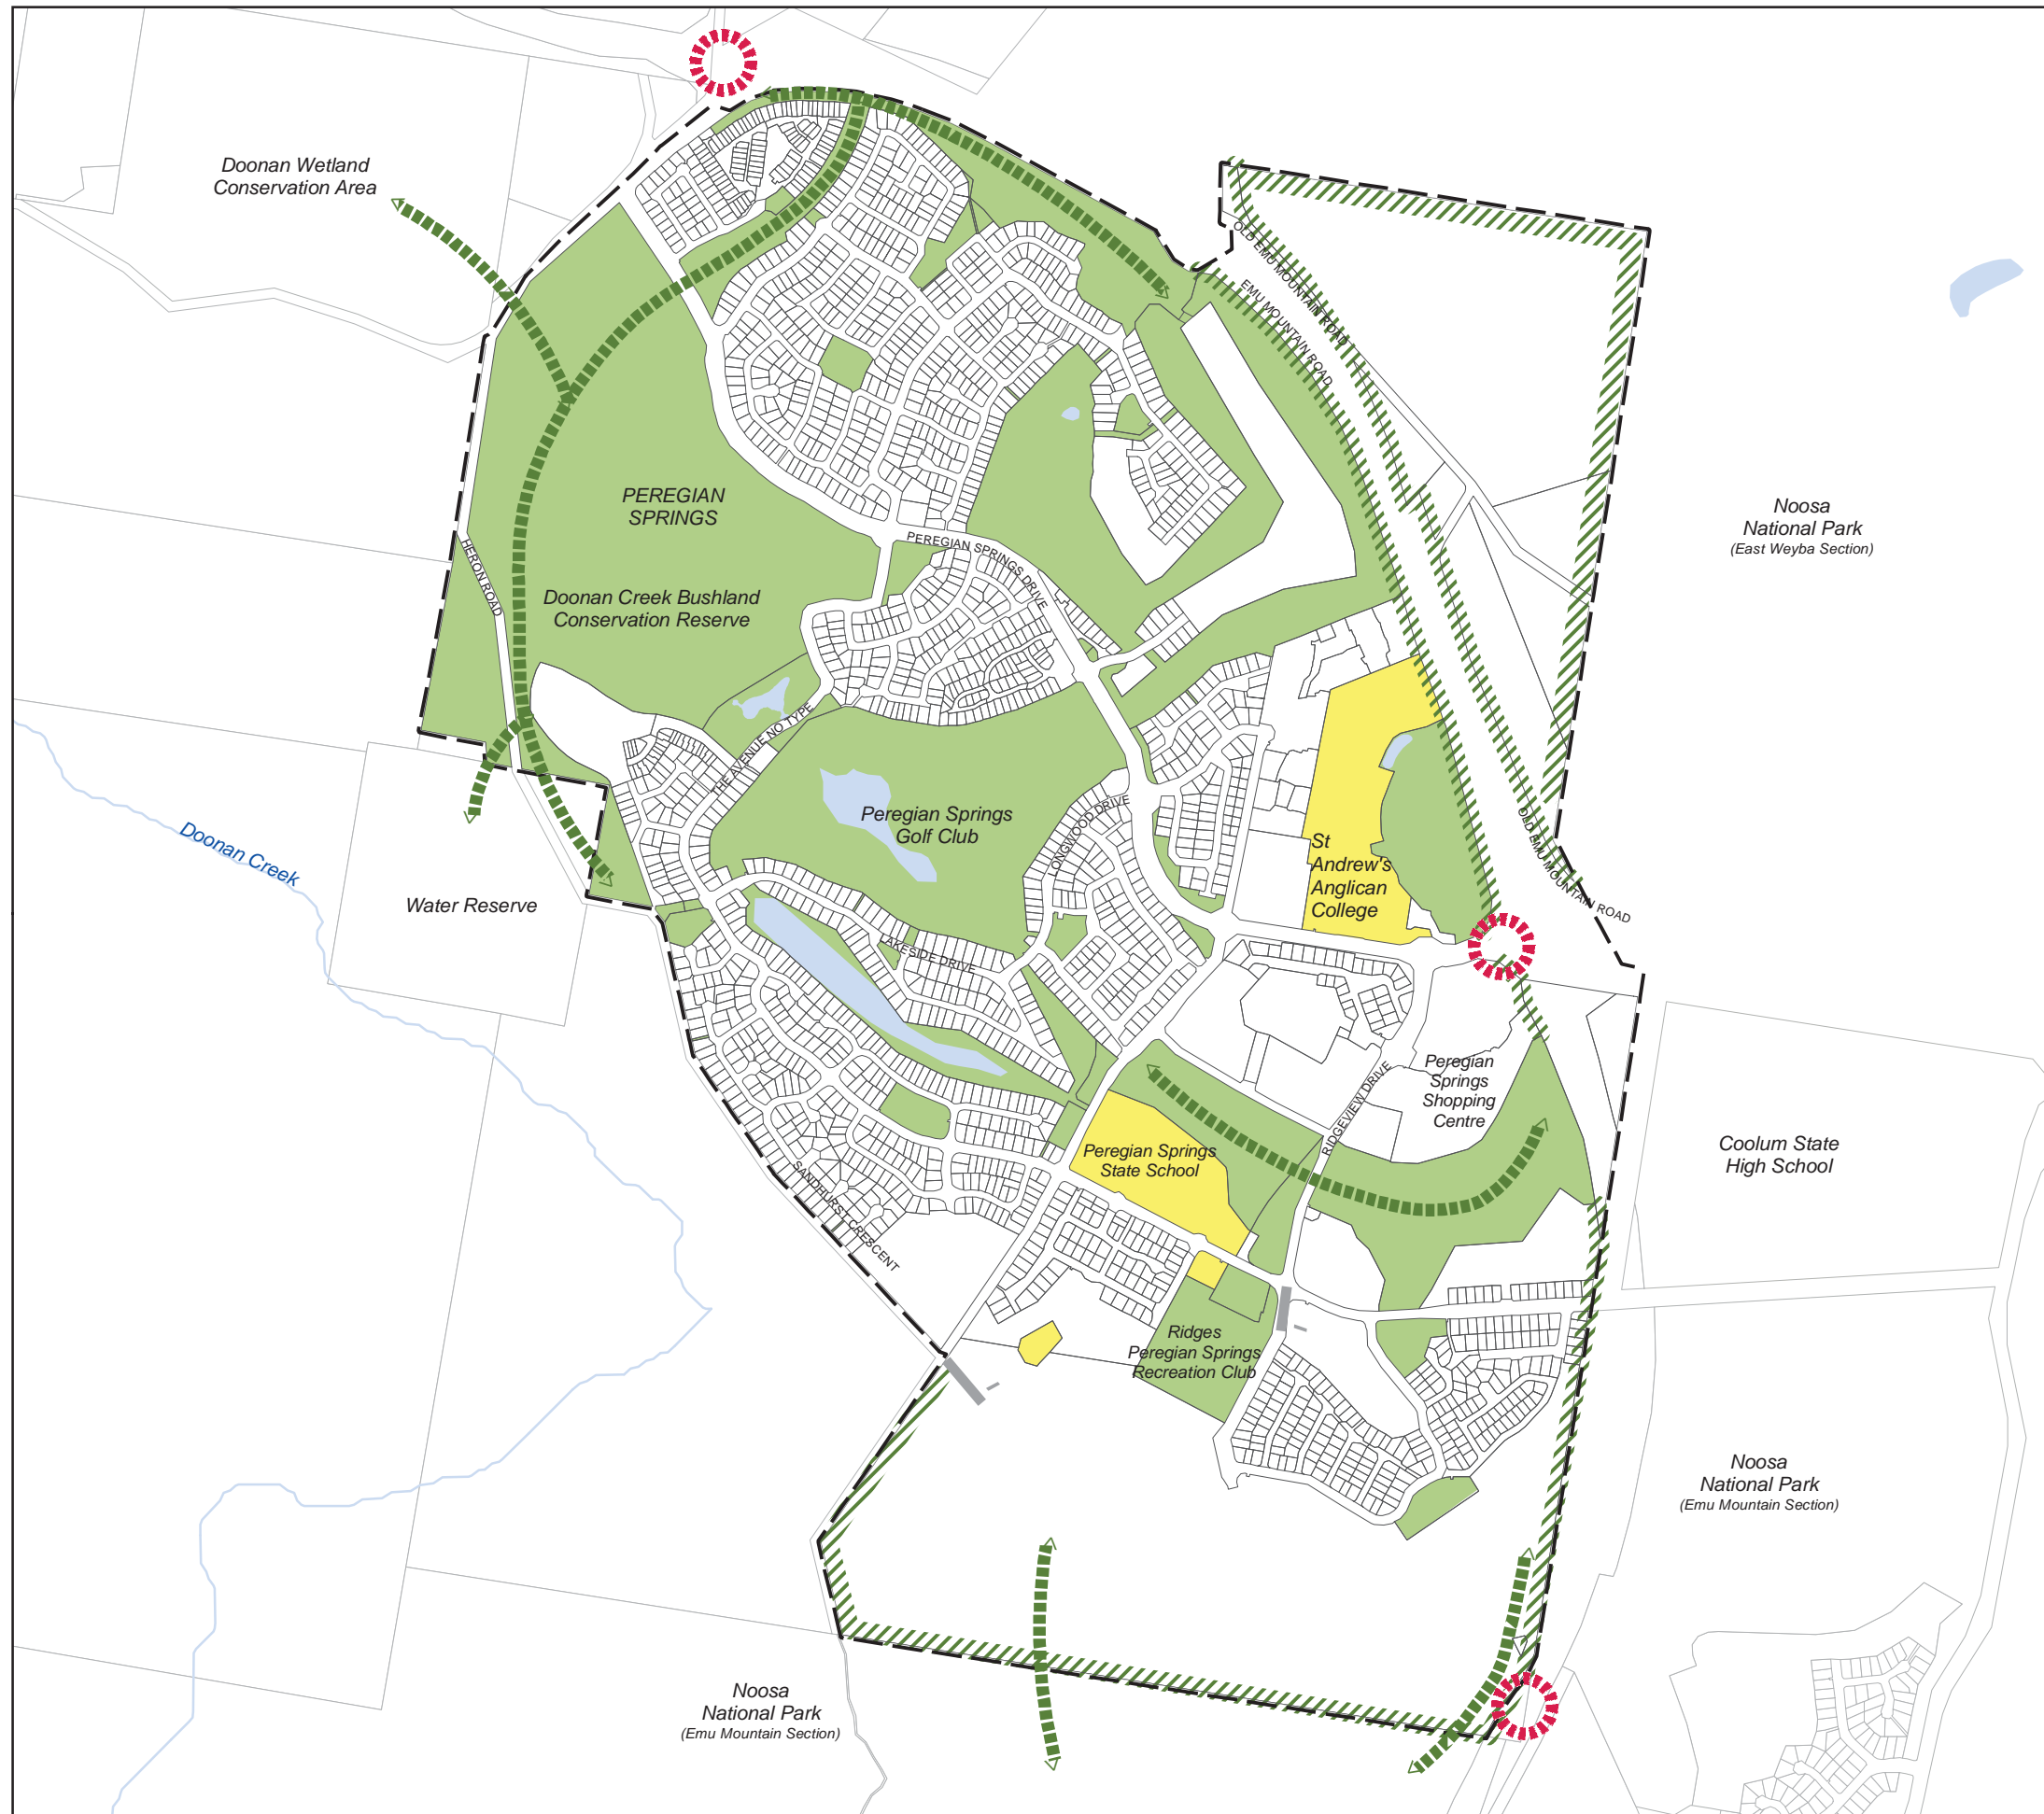 Doonan Wetland
Conservation Area
OLD EMU MOUNTAIN ROAD
EMU MOUNTAIN ROAD
PEREGIAN
SPRINGS
Noosa
National Park
(East Weyba Section)
PEREGIAN SPRINGS DRIVE
HERON ROAD
Doonan Creek Bushland
Conservation Reserve
THE AVENUE NO TYPE
Peregian Springs
Golf Club
LONGWOOD DRIVE
St
Andrew's
Anglican
College
OLD EMU MOUNTAIN ROAD
Doonan Creek
Water Reserve
LAKESIDE DRIVE
Peregian
Springs
Shopping
Centre
RIDGEVIEW DRIVE
Peregian Springs
State School
Coolum State
High School
SANDHURST CRESCENT
Ridges
Peregian Springs
Recreation Club
Noosa
National Park
(Emu Mountain Section)
Noosa
National Park
(Emu Mountain Section)